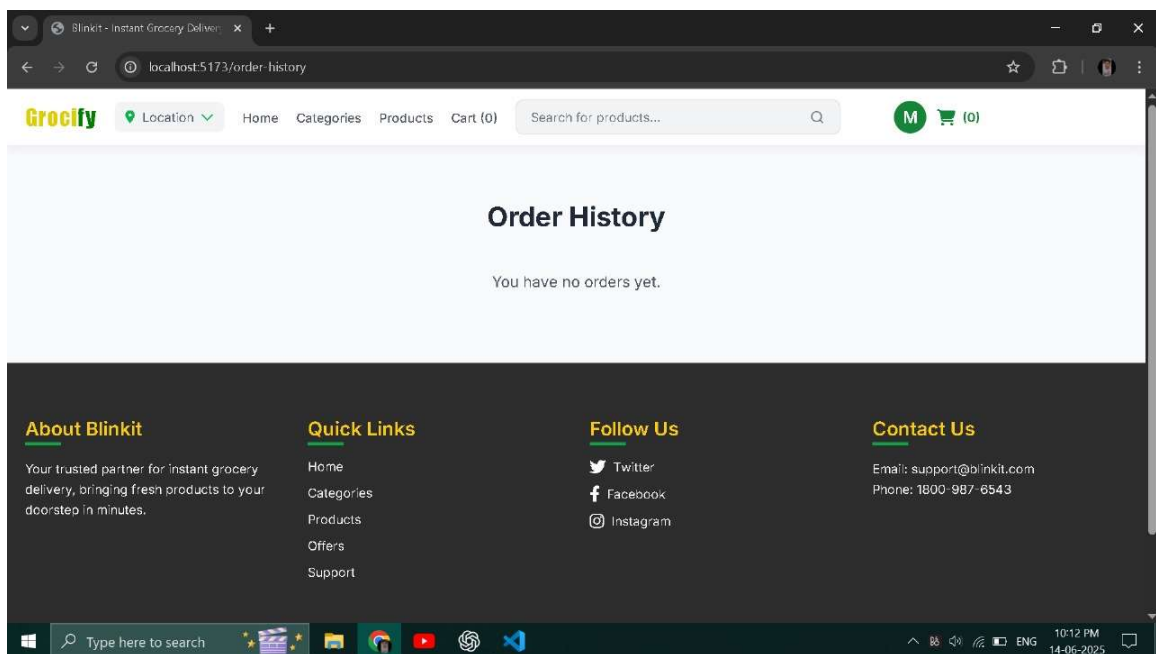 Blinkit - Instant Grocery Delivery
localhost:5173/order-history
Grocify Location Home Categories Products Cart (0) Search for products... M (0)
Order History
You have no orders yet.
About Blinkit
Your trusted partner for instant grocery
delivery, bringing fresh products to your
doorstep in minutes.
Quick Links
Home
Categories
Products
Offers
Support
Follow Us
Twitter
Facebook
Instagram
Contact Us
Email: support@blinkit.com
Phone: 1800-987-6543
Type here to search
ENG
10:12 PM
14-06-2025